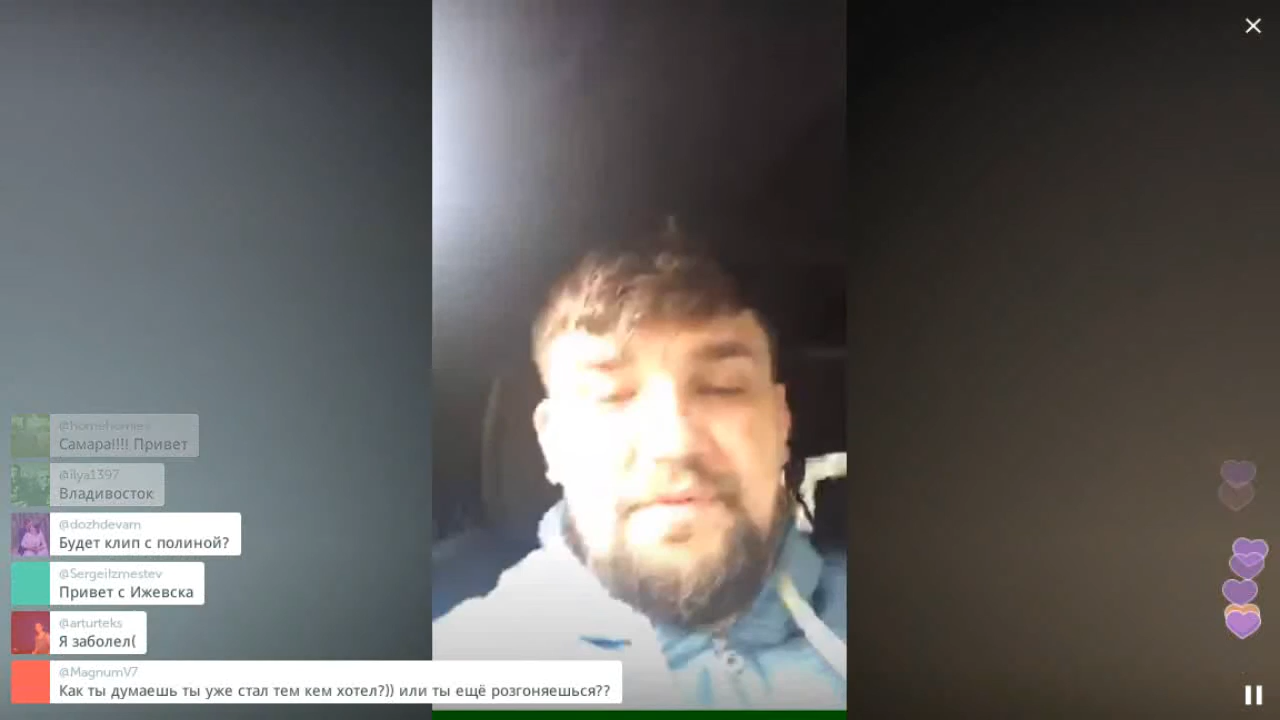 @homehomies
Самара!!!! Привет
@ilya1397
Владивосток
@dozhdevarn
Будет клип с полиной?
@SergeiIzmestev
Привет с Ижевска
@arturteks
Я заболел(
@MagnumV7
Как ты думаешь ты уже стал тем кем хотел?)) или ты ещё розгоняешься??